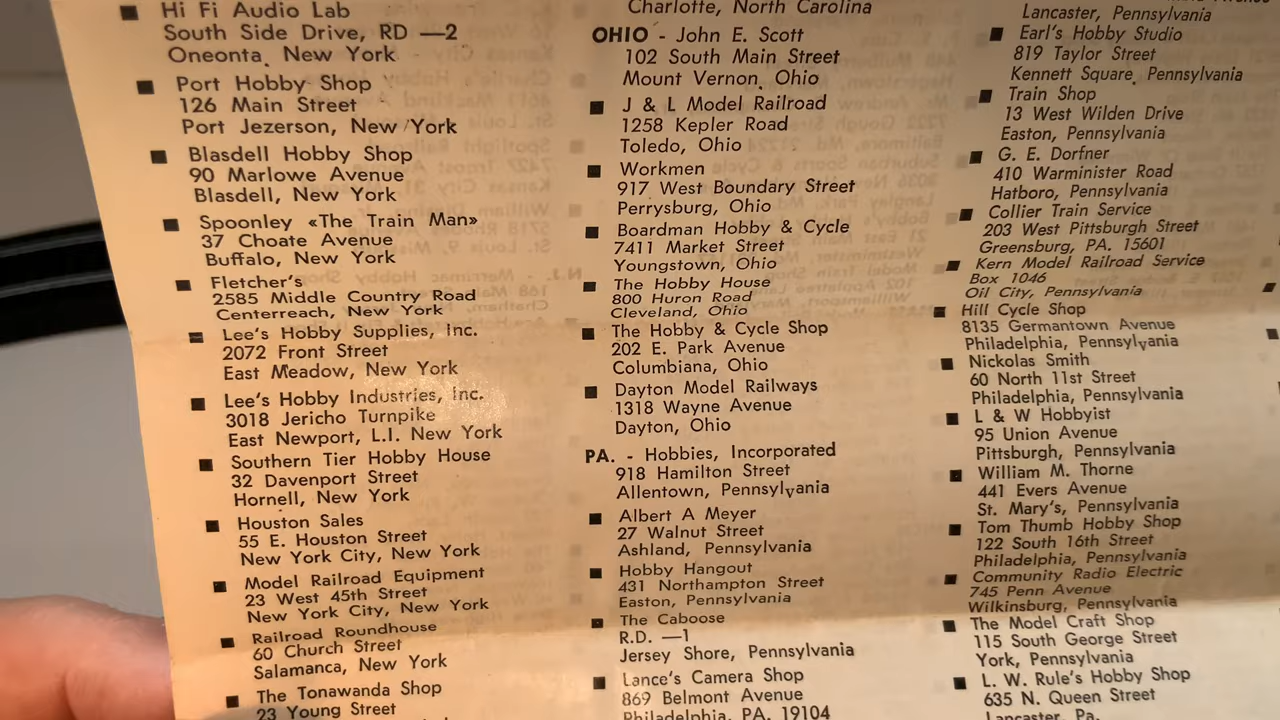 ■ Hi Fi Audio Lab
South Side Drive, RD —2
Oneonta, New York
■ Port Hobby Shop
126 Main Street
Port Jezerson, New York
■ Blasdell Hobby Shop
90 Marlowe Avenue
Blasdell, New York
■ Spoonley «The Train Man»
37 Choate Avenue
Buffalo, New York
■ Fletcher's
2585 Middle Country Road
Centerreach, New York
■ Lee's Hobby Supplies, Inc.
2072 Front Street
East Meadow, New York
■ Lee's Hobby Industries, Inc.
3018 Jericho Turnpike
East Newport, L.I. New York
■ Southern Tier Hobby House
32 Davenport Street
Hornell, New York
■ Houston Sales
55 E. Houston Street
New York City, New York
■ Model Railroad Equipment
23 West 45th Street
New York City, New York
■ Railroad Roundhouse
60 Church Street
Salamanca, New York
■ The Tonawanda Shop
23 Young Street
Charlotte, North Carolina
OHIO - John E. Scott
102 South Main Street
Mount Vernon, Ohio
■ J & L Model Railroad
1258 Kepler Road
Toledo, Ohio
■ Workmen
917 West Boundary Street
Perrysburg, Ohio
■ Boardman Hobby & Cycle
7411 Market Street
Youngstown, Ohio
■ The Hobby House
800 Huron Road
Cleveland, Ohio
■ The Hobby & Cycle Shop
202 E. Park Avenue
Columbiana, Ohio
■ Dayton Model Railways
1318 Wayne Avenue
Dayton, Ohio
PA. - Hobbies, Incorporated
918 Hamilton Street
Allentown, Pennsylvania
■ Albert A Meyer
27 Walnut Street
Ashland, Pennsylvania
■ Hobby Hangout
431 Northampton Street
Easton, Pennsylvania
■ The Caboose
R.D. —1
Jersey Shore, Pennsylvania
■ Lance's Camera Shop
869 Belmont Avenue
Philadelphia, PA. 19104
Lancaster, Pennsylvania
■ Earl's Hobby Studio
819 Taylor Street
Kennett Square, Pennsylvania
■ Train Shop
13 West Wilden Drive
Easton, Pennsylvania
■ G. E. Dorfner
410 Warminister Road
Hatboro, Pennsylvania
■ Collier Train Service
203 West Pittsburgh Street
Greensburg, PA. 15601
■ Kern Model Railroad Service
Box 1046
Oil City, Pennsylvania
■ Hill Cycle Shop
8135 Germantown Avenue
Philadelphia, Pennsylvania
■ Nickolas Smith
60 North 11st Street
Philadelphia, Pennsylvania
■ L & W Hobbyist
95 Union Avenue
Pittsburgh, Pennsylvania
■ William M. Thorne
441 Evers Avenue
St. Mary's, Pennsylvania
■ Tom Thumb Hobby Shop
122 South 16th Street
Philadelphia, Pennsylvania
■ Community Radio Electric
745 Penn Avenue
Wilkinsburg, Pennsylvania
■ The Model Craft Shop
115 South George Street
York, Pennsylvania
■ L. W. Rule's Hobby Shop
635 N. Queen Street
Lancaster, Pa.